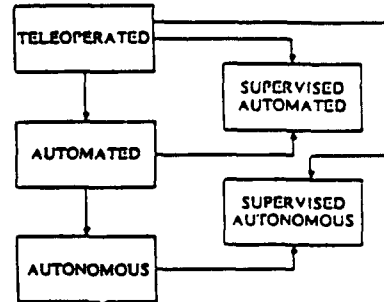 TELEOPERATED
SUPERVISED
AUTOMATED
AUTOMATED
SUPERVISED
AUTONOMOUS
AUTONOMOUS